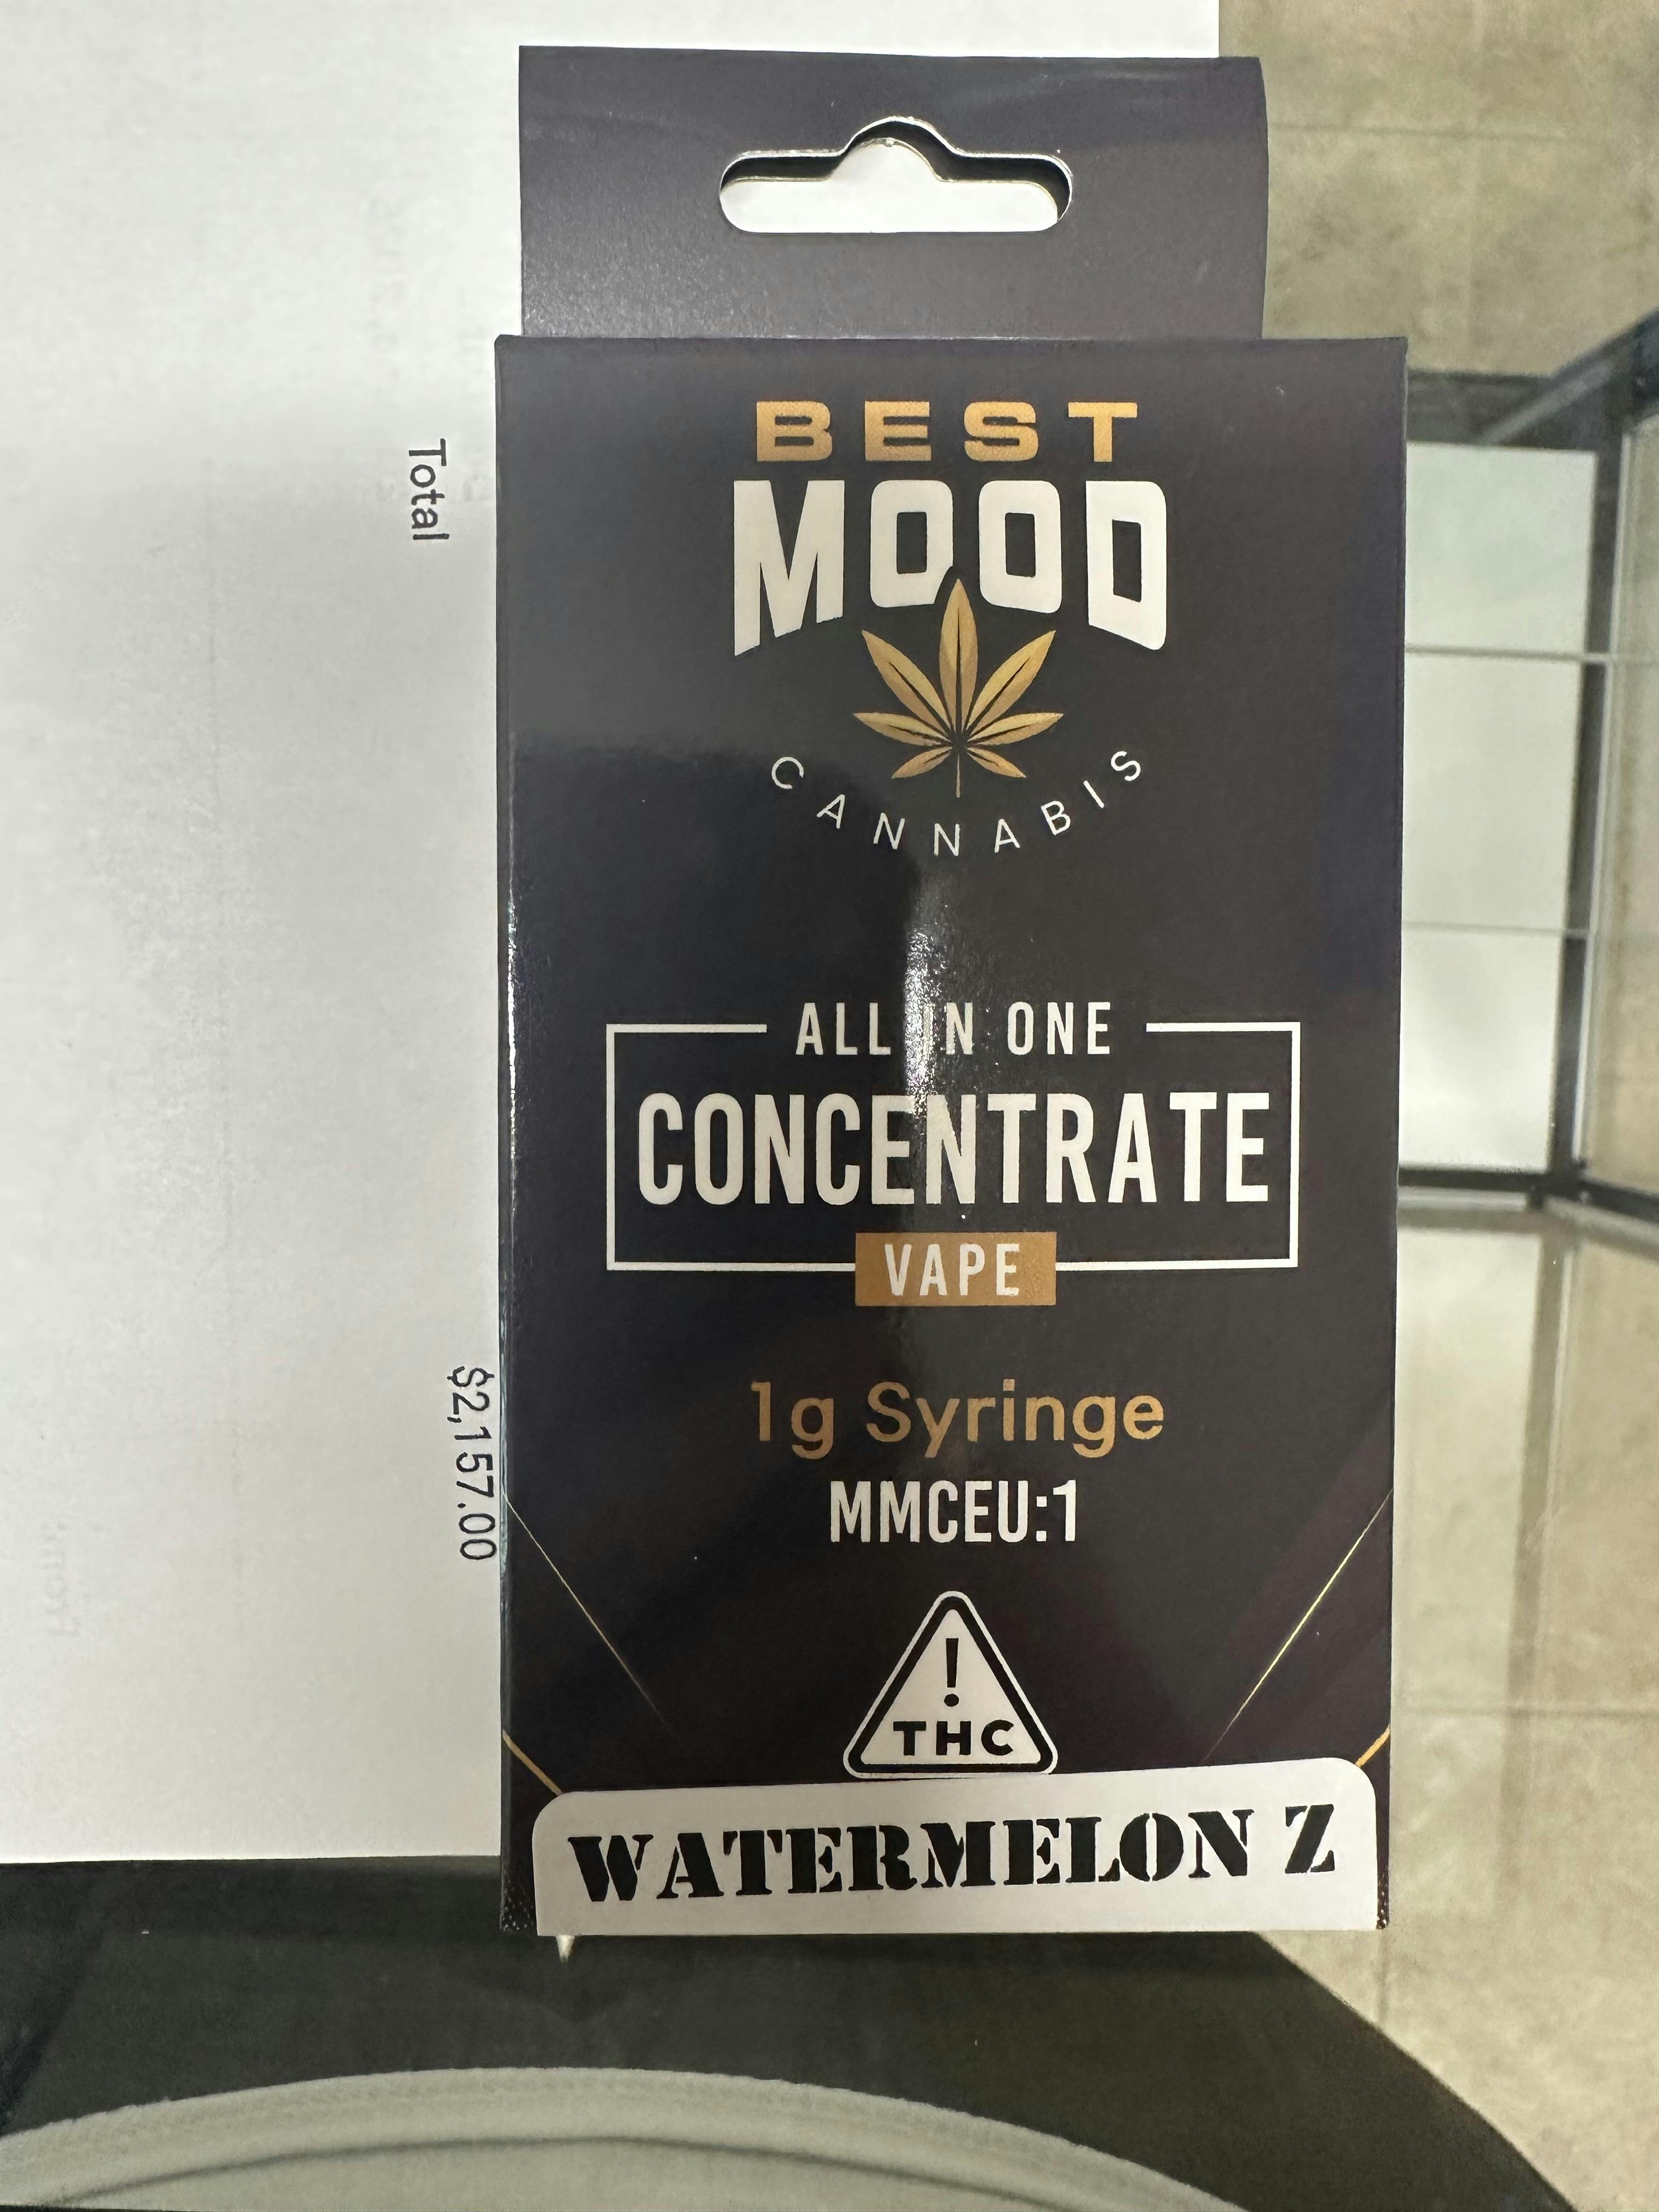 Total
$2,157.00
BEST
MOOD
CANNABIS
ALL IN ONE
CONCENTRATE
VAPE
1g Syringe
MMCEU:1
!
THC
WATERMELON Z